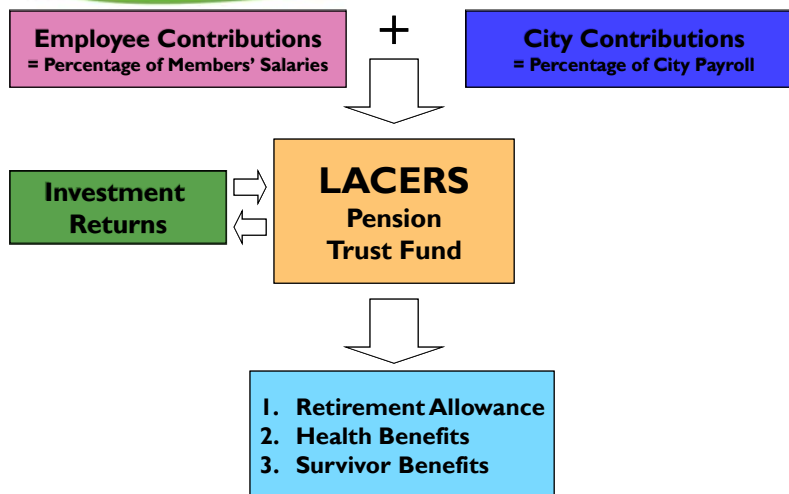 Employee Contributions
= Percentage of Members’ Salaries
+
City Contributions
= Percentage of City Payroll
Investment
Returns
LACERS
Pension
Trust Fund
1. Retirement Allowance
2. Health Benefits
3. Survivor Benefits